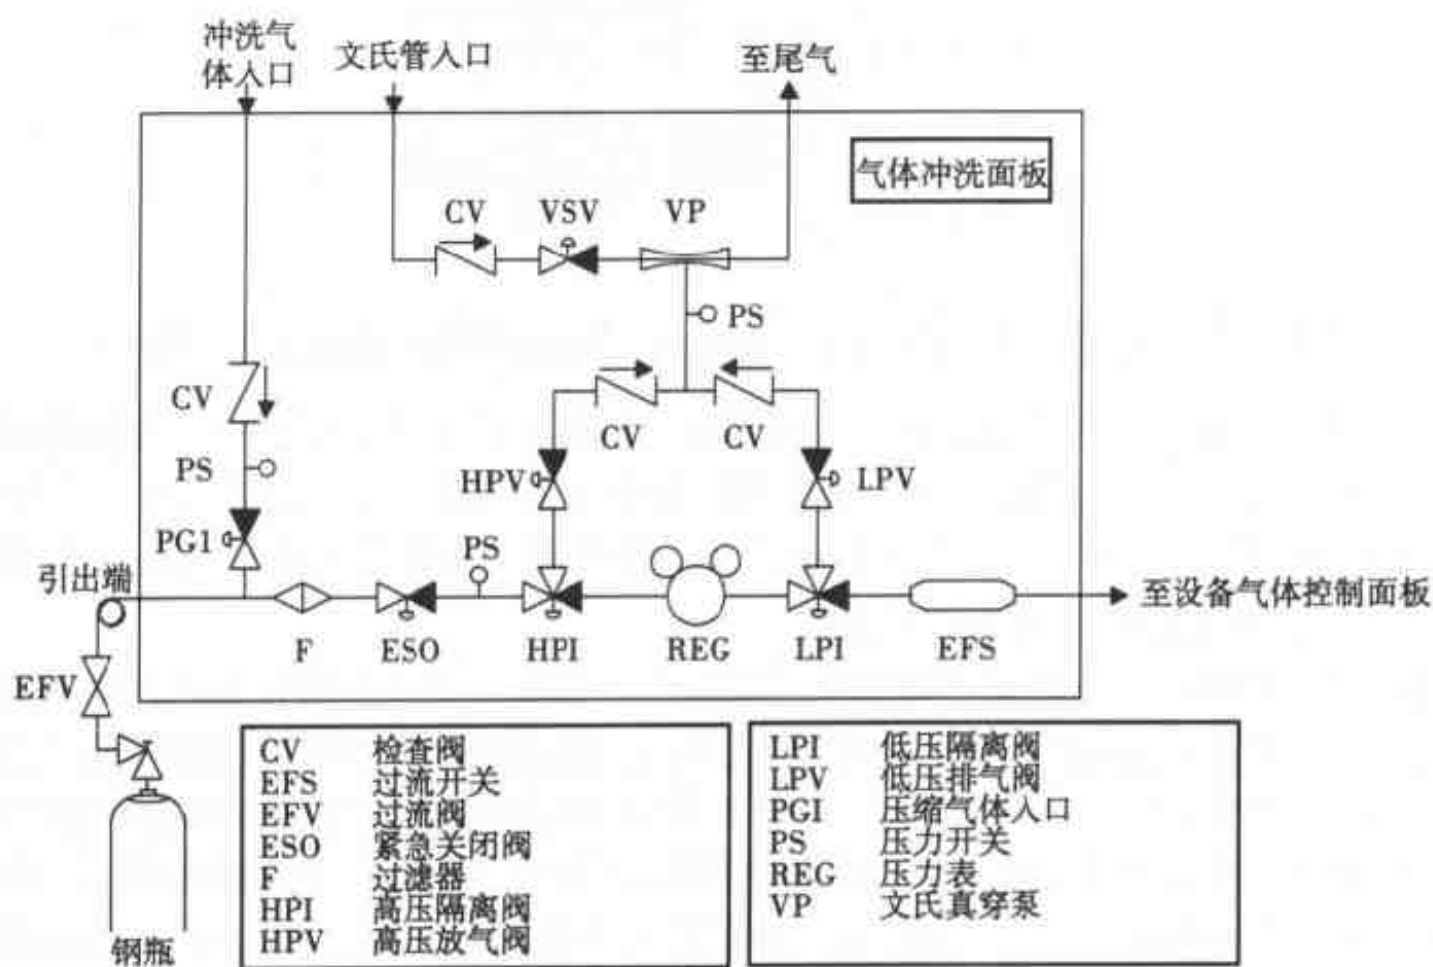 冲洗气
体入口
文氏管入口
至尾气
气体冲洗面板
CV
VSV
VP
PS
CV
CV
CV
PS
HPV
LPV
PG1
PS
引出端
至设备气体控制面板
F
ESO
HPI
REG
LPI
EFS
EFV
钢瓶
CV 检查阀
EFS 过流开关
EFV 过流阀
ESO 紧急关闭阀
F 过滤器
HPI 高压隔离阀
HPV 高压放气阀
LPI 低压隔离阀
LPV 低压排气阀
PGI 压缩气体入口
PS 压力开关
REG 压力表
VP 文氏真穿泵